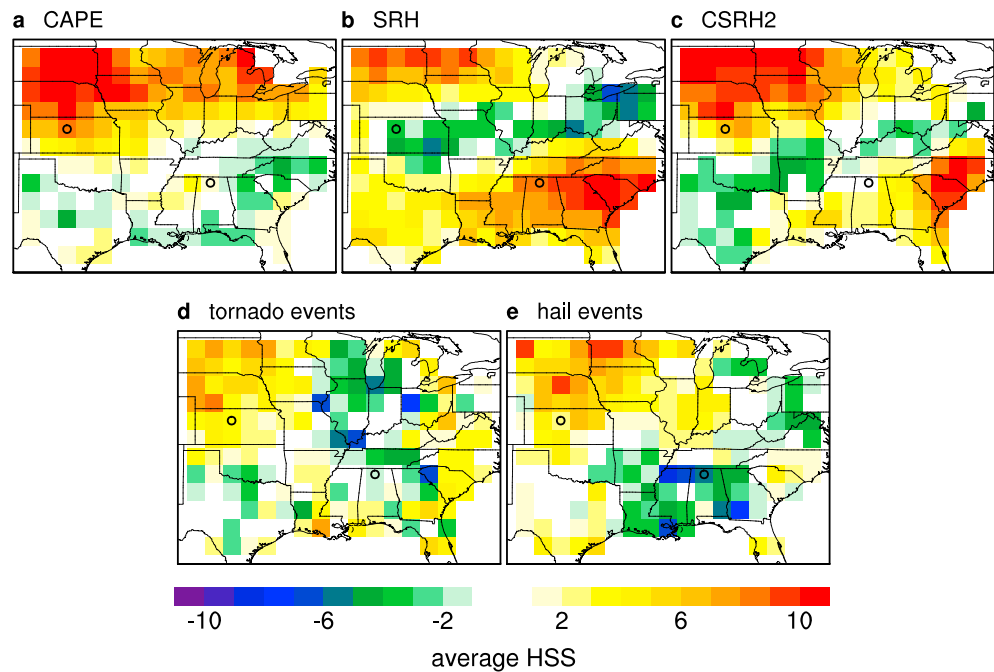 a CAPE
b SRH
c CSRH2
d tornado events
e hail events
-10 -6 -2 2 6 10
average HSS